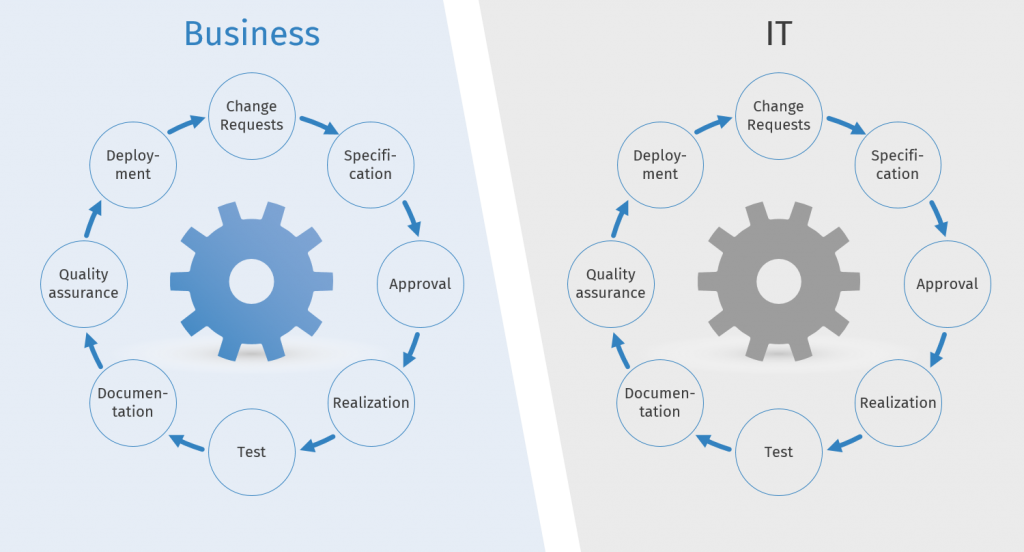 Business
Change
Requests
Specifi-
cation
Approval
Realization
Test
Documen-
tation
Quality
assurance
Deploy-
ment
IT
Change
Requests
Specifi-
cation
Approval
Realization
Test
Documen-
tation
Quality
assurance
Deploy-
ment